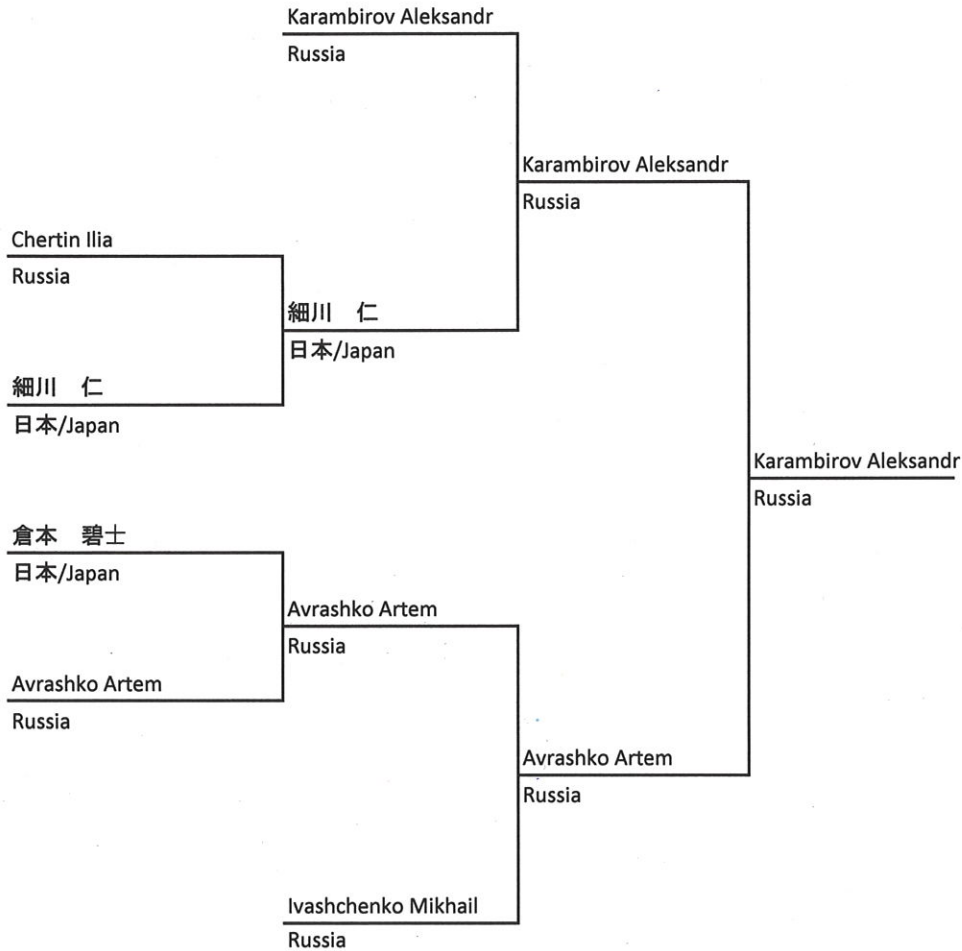 Karambirov Aleksandr
Russia
Karambirov Aleksandr
Russia
Chertin Ilia
Russia
細川　仁
日本/Japan
細川　仁
日本/Japan
Karambirov Aleksandr
Russia
倉本　碧士
日本/Japan
Avrashko Artem
Russia
Avrashko Artem
Russia
Avrashko Artem
Russia
Ivashchenko Mikhail
Russia